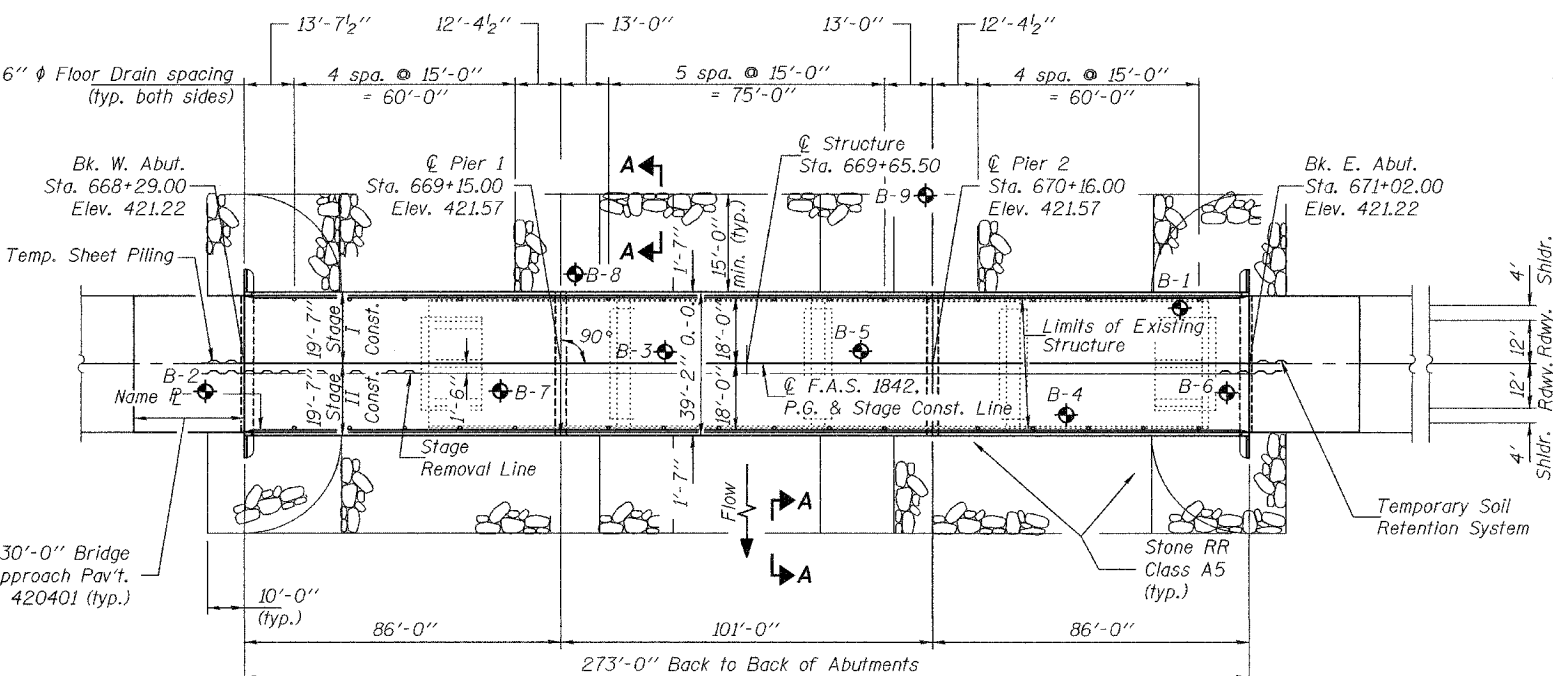 13'-7½"
12'-4½"
13'-0"
13'-0"
12'-4½"
6" ϕ Floor Drain spacing
(typ. both sides)
4 spa. @ 15'-0"
= 60'-0"
5 spa. @ 15'-0"
= 75'-0"
4 spa. @ 15'-0"
= 60'-0"
Bk. W. Abut.
Sta. 668+29.00
Elev. 421.22
℄ Pier 1
Sta. 669+15.00
Elev. 421.57
A
A
℄ Structure
Sta. 669+65.50
℄ Pier 2
Sta. 670+16.00
Elev. 421.57
Bk. E. Abut.
Sta. 671+02.00
Elev. 421.22
B-9
Temp. Sheet Piling
B-8
1'-7"
15'-0"
min. (typ.)
B-1
4'
Shldr.
19'-7"
Stage I
Const.
90°
B-3
39'-2" O.-O.
18'-0"
B-5
Limits of Existing
Structure
12'
Rdwy.
B-2
Name PL
19'-7"
Stage II
Const.
1'-6"
B-7
18'-0"
℄ F.A.S. 1842.
P.G. & Stage Const. Line
B-4
B-6
12'
Rdwy.
4'
Shldr.
Stage
Removal Line
1'-7"
Flow
A
A
Stone RR
Class A5
(typ.)
Temporary Soil
Retention System
30'-0" Bridge
pproach Pav't.
420401 (typ.)
10'-0"
(typ.)
86'-0"
101'-0"
86'-0"
273'-0" Back to Back of Abutments